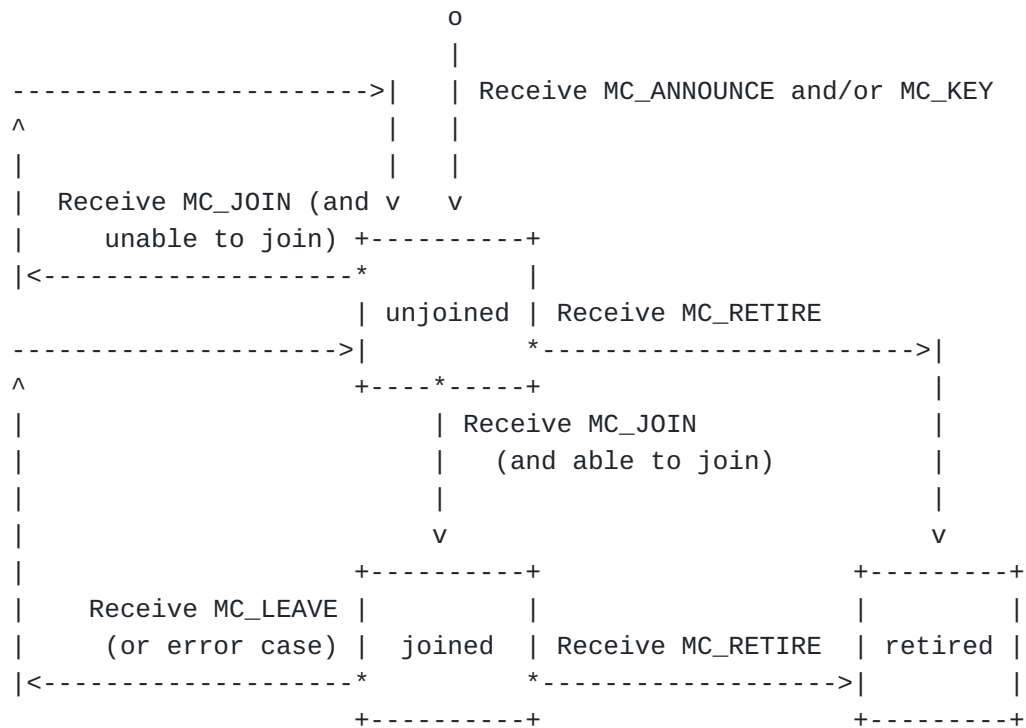 o
|
----------------------->|   | Receive MC_ANNOUNCE and/or MC_KEY
^                       |   |
|                       |   |
|  Receive MC_JOIN (and v   v
|     unable to join) +----------+
|<--------------------*          |
                      | unjoined | Receive MC_RETIRE
--------------------->|          *------------------------>|
^                     +----*-----+                         |
|                          | Receive MC_JOIN               |
|                          |   (and able to join)          |
|                          |                               |
|                          v                               v
|                     +----------+                    +---------+
|    Receive MC_LEAVE |          |                    |         |
|     (or error case) |  joined  | Receive MC_RETIRE  | retired |
|<--------------------*          *------------------->|         |
                      +----------+                    +---------+